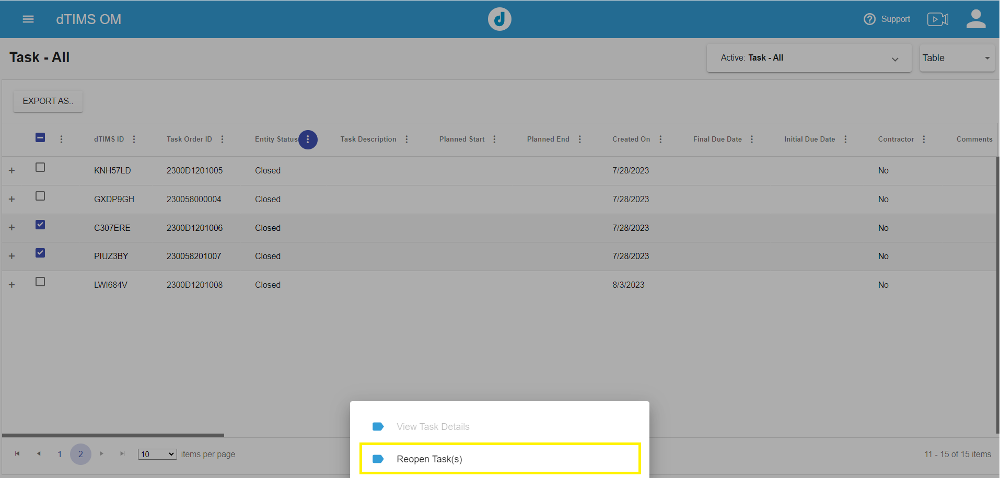 dTIMS OM
Support
Task - All
Active: Task - All
Table
EXPORT AS..
dTIMS ID Task Order ID Entity Status Task Description Planned Start Planned End Created On Final Due Date Initial Due Date Contractor Comments
+ KNH57LD 2300D1201005 Closed 7/28/2023 No
+ GXDP9GH 230058000004 Closed 7/28/2023 No
+ C307ERE 2300D1201006 Closed 7/28/2023 No
+ PIUZ3BY 230058201007 Closed 7/28/2023 No
+ LWI684V 2300D1201008 Closed 8/3/2023 No
View Task Details
Reopen Task(s)
1 2 10 items per page 11 - 15 of 15 items